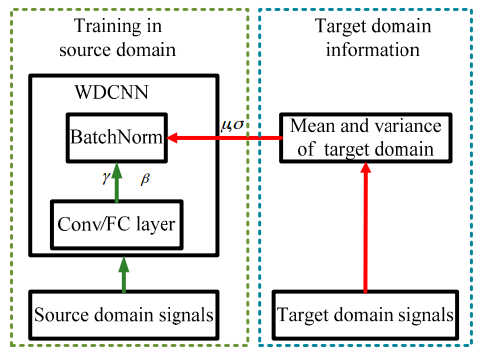 Training in
source domain
WDCNN
BatchNorm
γ β
Conv/FC layer
Source domain signals
μ,σ
Target domain
information
Mean and variance
of target domain
Target domain signals